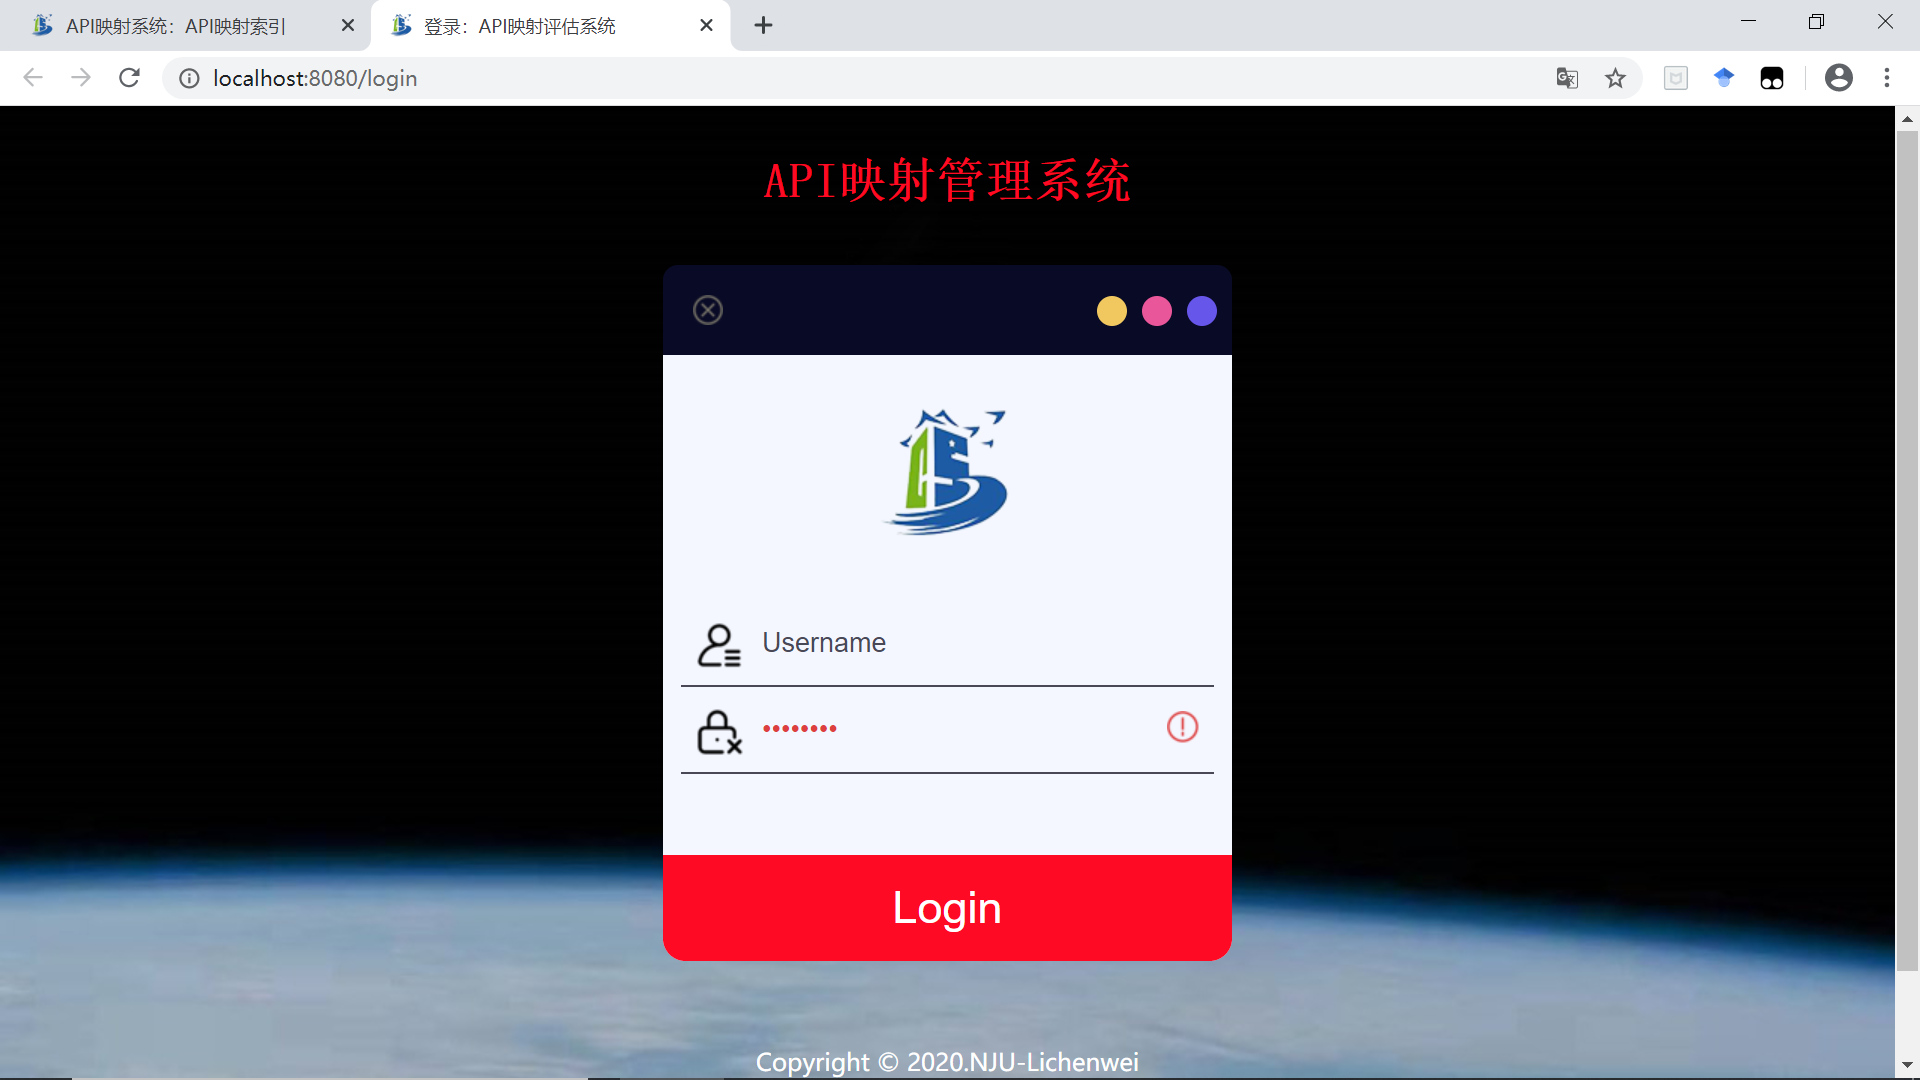 API映射系统：API映射索引
登录：API映射评估系统
localhost:8080/login
API映射管理系统
Username
••••••••
Login
Copyright © 2020.NJU-Lichenwei